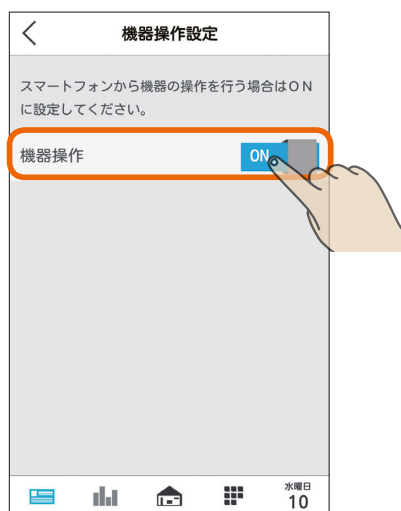 機器操作設定
スマートフォンから機器の操作を行う場合はＯＮ
に設定してください。
機器操作
ON
水曜日
10